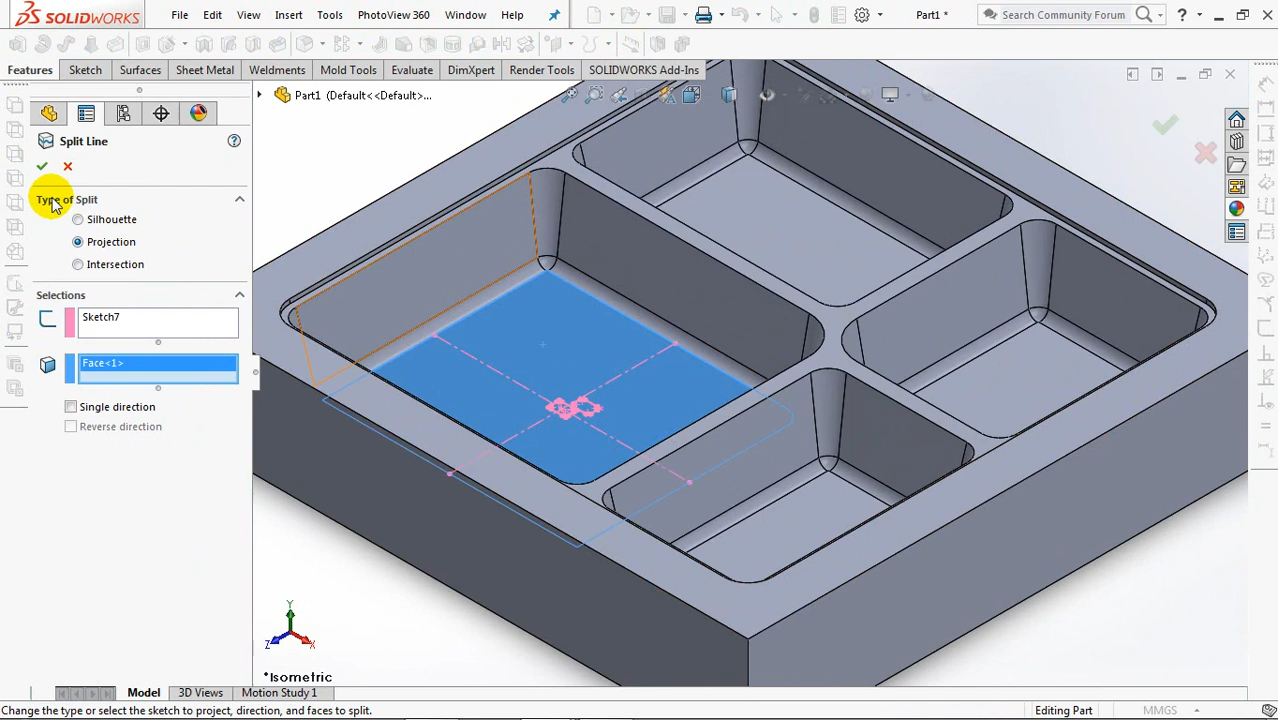 SOLIDWORKS File Edit View Insert Tools PhotoView 360 Window Help Part1 * Search Community Forum ?
Features Sketch Surfaces Sheet Metal Weldments Mold Tools Evaluate DimXpert Render Tools SOLIDWORKS Add-Ins
Part1 (Default<<Default>...
Split Line ?
Type of Split
Silhouette
Projection
Intersection
Selections
Sketch7
Face<1>
Single direction
Reverse direction
Y
Z X
*Isometric
Model 3D Views Motion Study 1
Change the type or select the sketch to project, direction, and faces to split. Editing Part MMGS